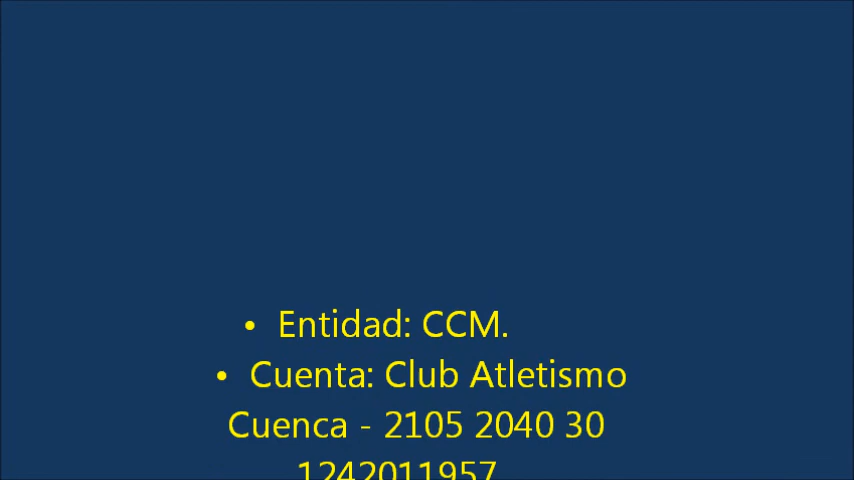 • Entidad: CCM.
• Cuenta: Club Atletismo
Cuenca - 2105 2040 30
1242011957